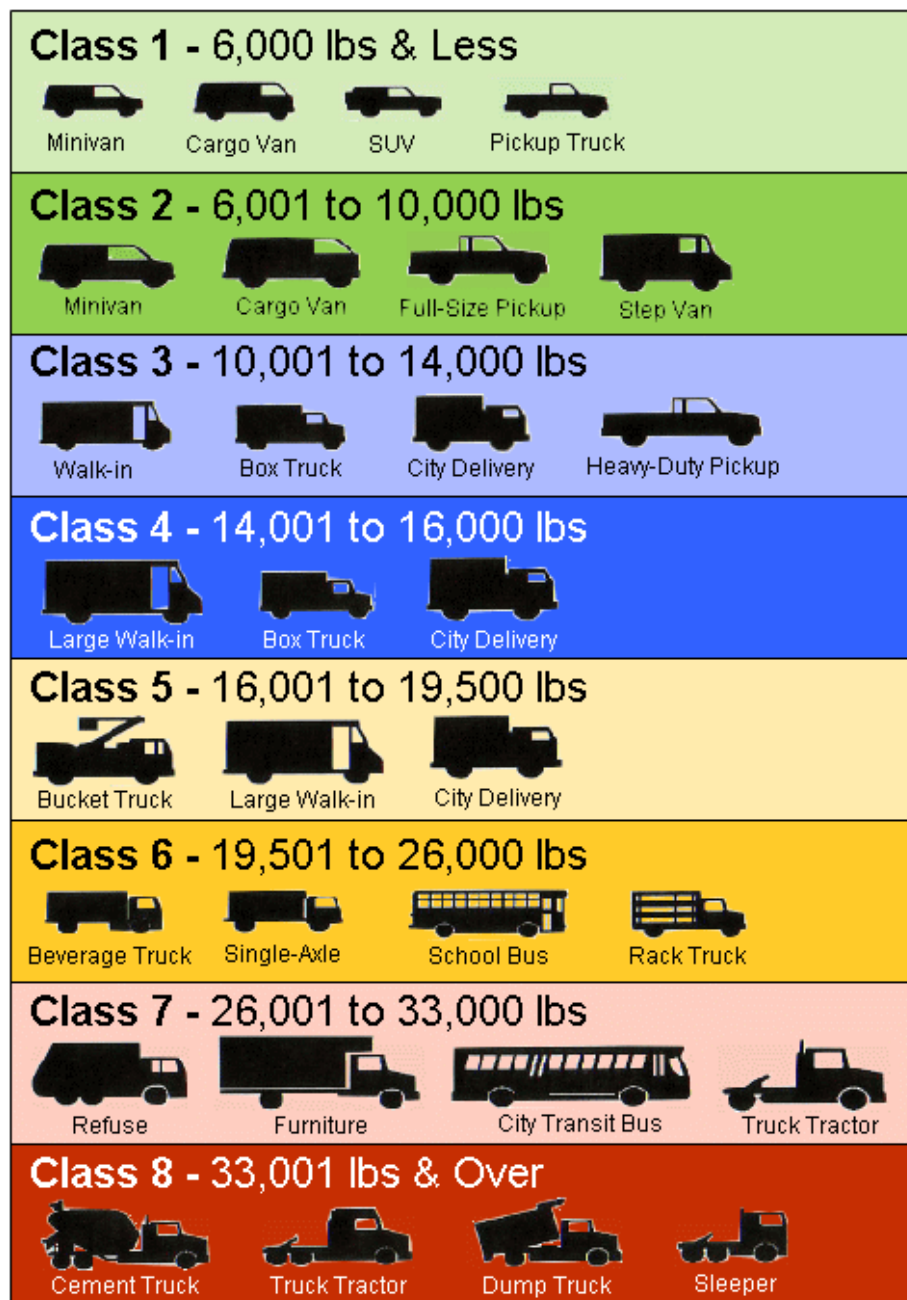 Class 1 - 6,000 lbs & Less
Minivan Cargo Van SUV Pickup Truck
Class 2 - 6,001 to 10,000 lbs
Minivan Cargo Van Full-Size Pickup Step Van
Class 3 - 10,001 to 14,000 lbs
Walk-in Box Truck City Delivery Heavy-Duty Pickup
Class 4 - 14,001 to 16,000 lbs
Large Walk-in Box Truck City Delivery
Class 5 - 16,001 to 19,500 lbs
Bucket Truck Large Walk-in City Delivery
Class 6 - 19,501 to 26,000 lbs
Beverage Truck Single-Axle School Bus Rack Truck
Class 7 - 26,001 to 33,000 lbs
Refuse Furniture City Transit Bus Truck Tractor
Class 8 - 33,001 lbs & Over
Cement Truck Truck Tractor Dump Truck Sleeper